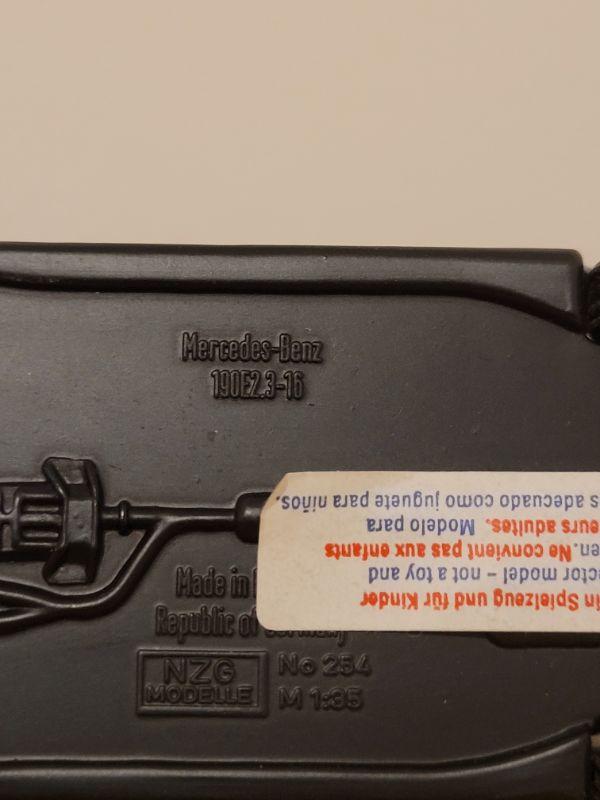 Mercedes-Benz
190E2.3-16
in Spielzeug und für Kinder
ector model – not a toy and
en. Ne convient pas aux enfants
eurs adultes. Modelo para
s adecuado como juguete para niños.
Made in
Republic of Germany
NZG
MODELLE
No 254
M 1:35